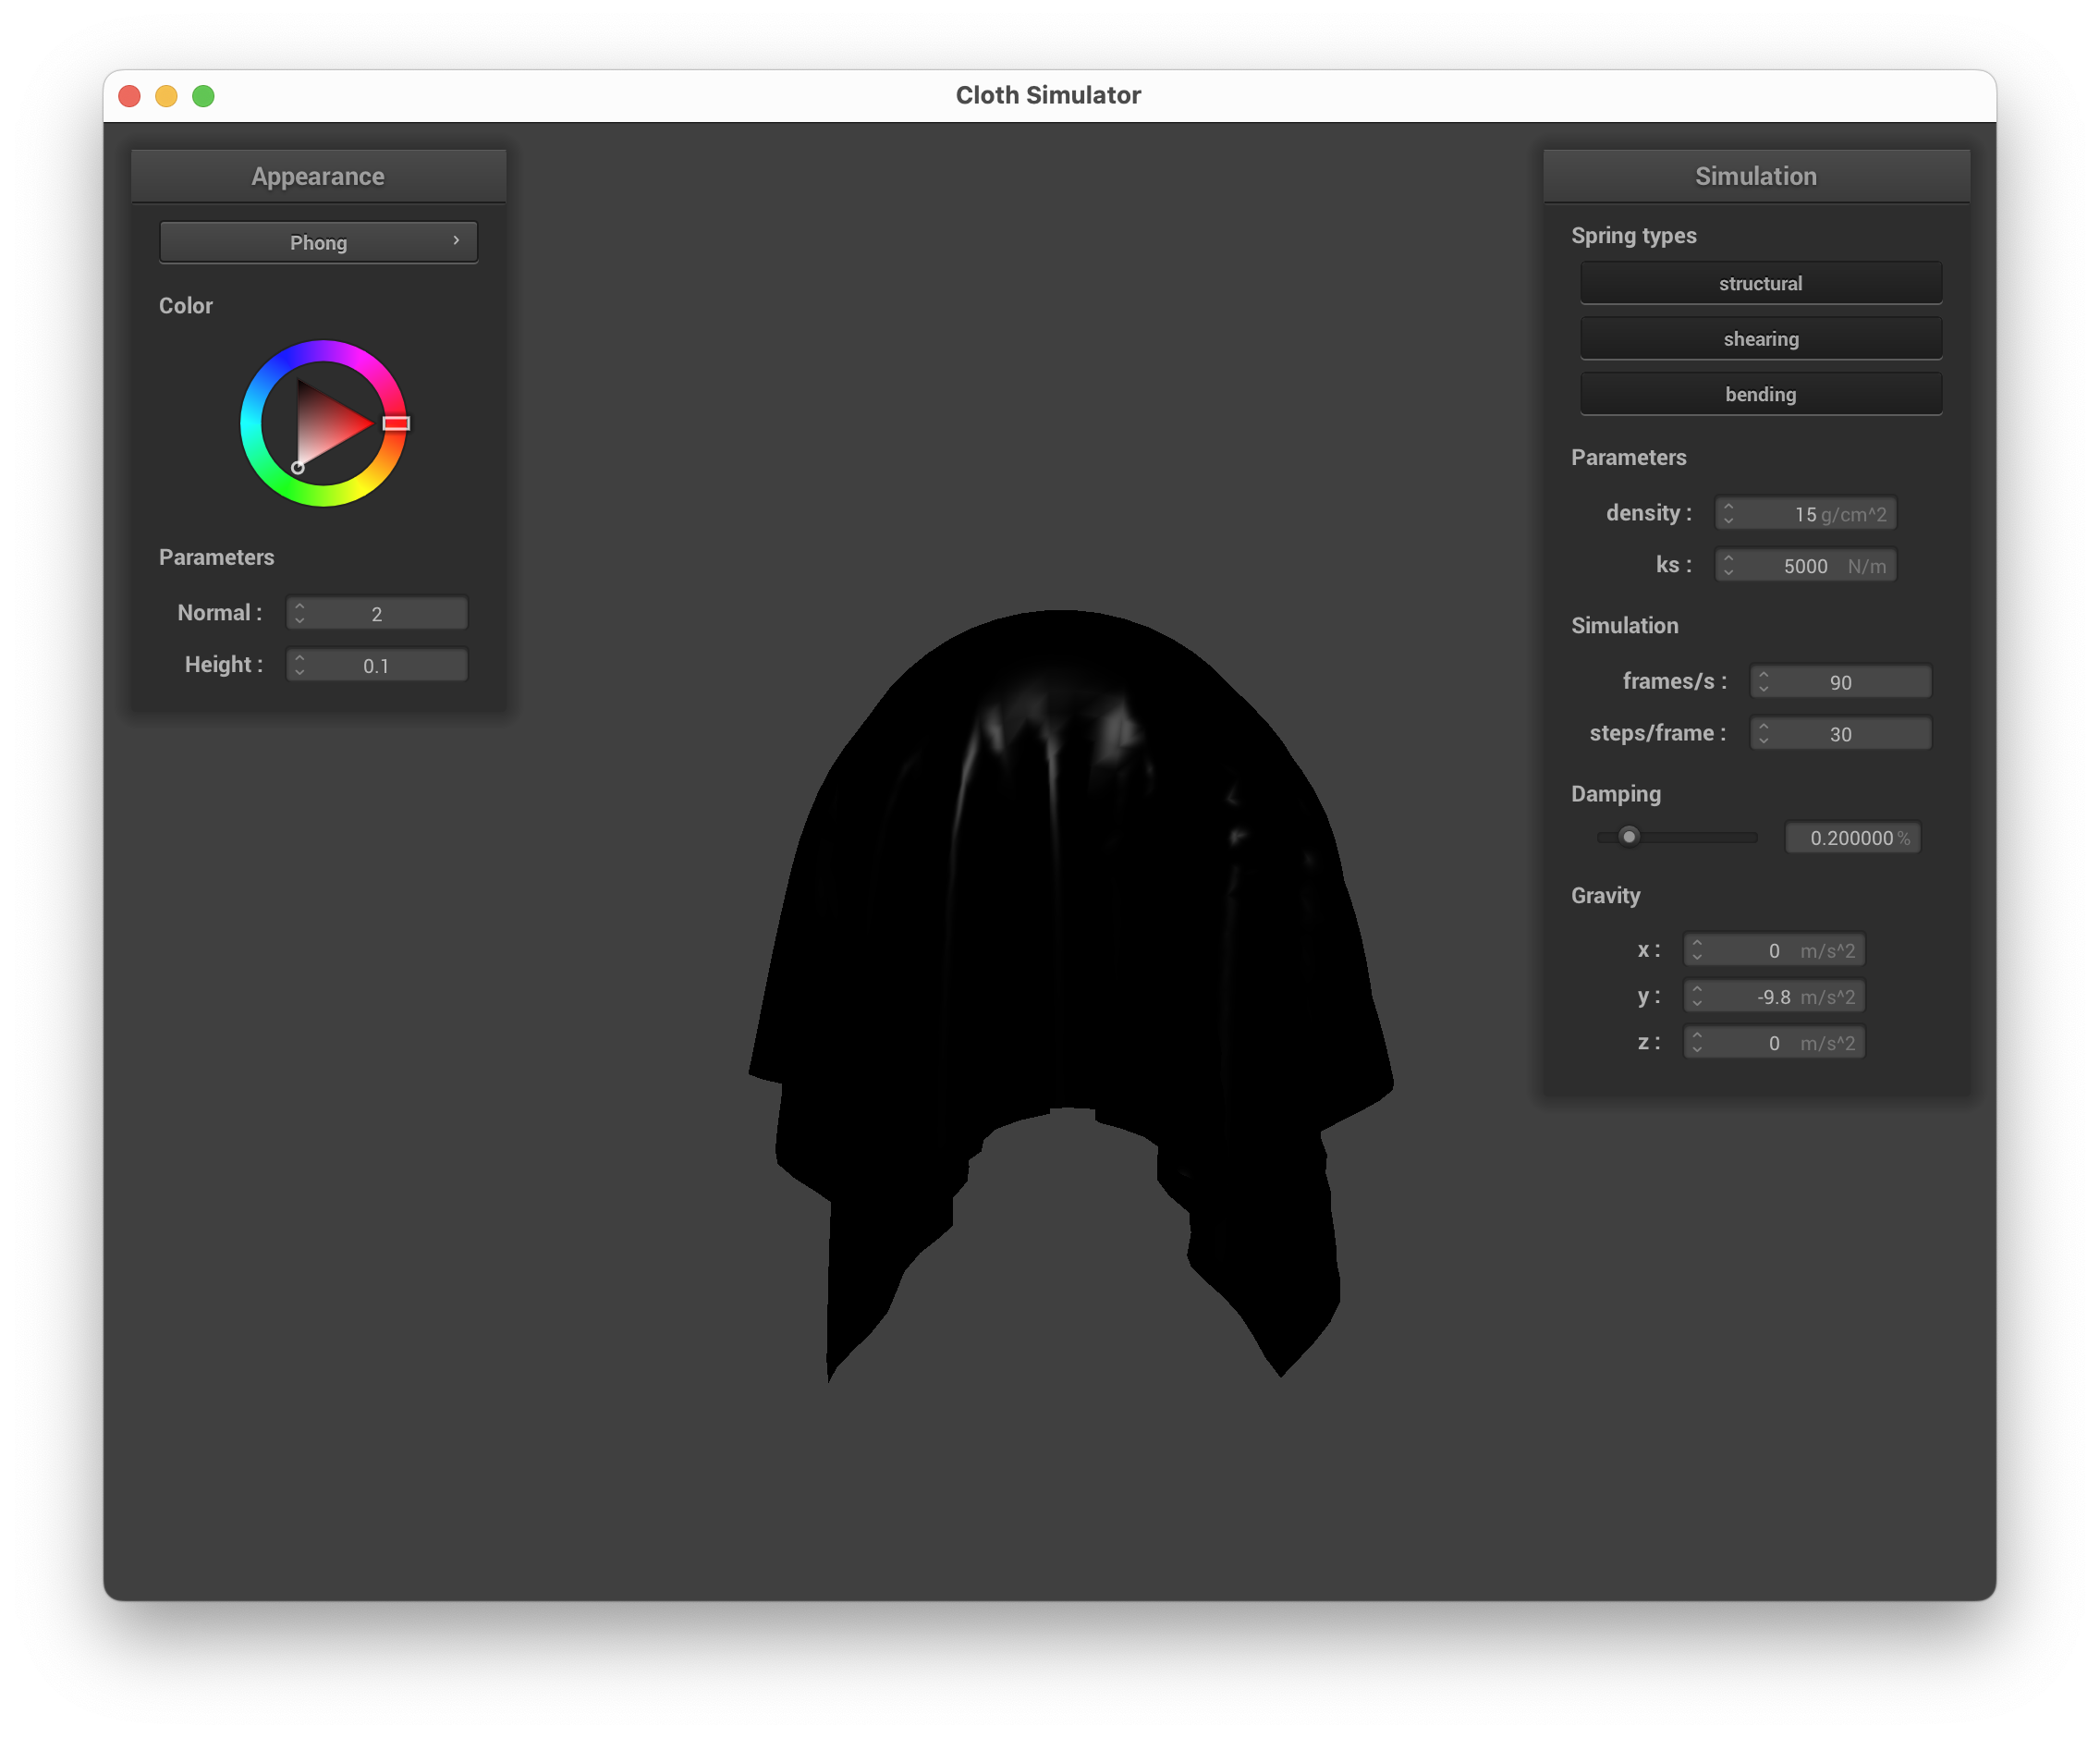 Cloth Simulator
Appearance
Phong
Color
Parameters
Normal : 2
Height : 0.1
Simulation
Spring types
structural
shearing
bending
Parameters
density : 15 g/cm^2
ks : 5000 N/m
Simulation
frames/s : 90
steps/frame : 30
Damping
0.200000 %
Gravity
x : 0 m/s^2
y : -9.8 m/s^2
z : 0 m/s^2